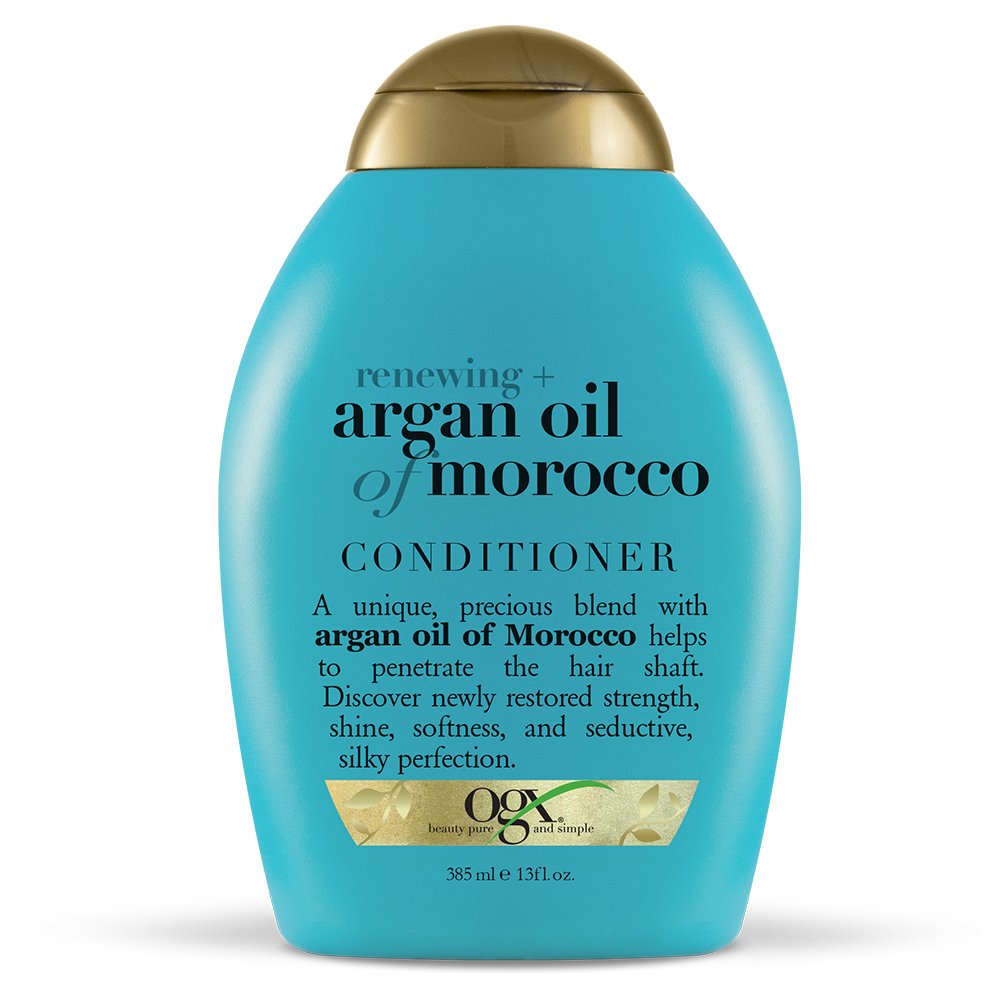 renewing +
argan oil
of morocco
CONDITIONER
A unique, precious blend with
argan oil of Morocco helps
to penetrate the hair shaft.
Discover newly restored strength,
shine, softness, and seductive,
silky perfection.
ogx®
beauty pure and simple
385 ml ℮ 13fl. oz.